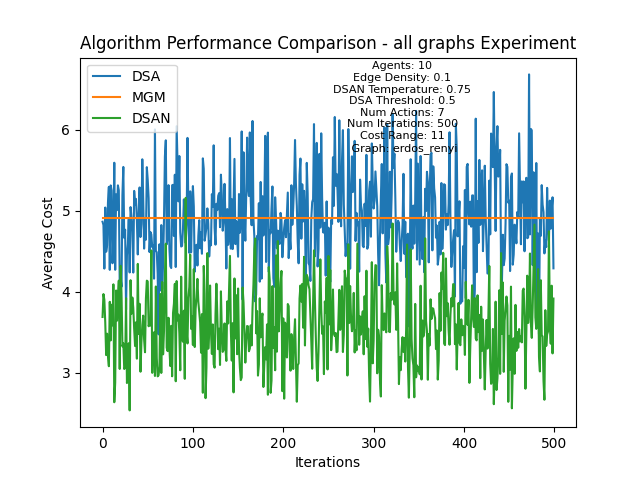 Algorithm Performance Comparison - all graphs Experiment
DSA
MGM
DSAN
Agents: 10
Edge Density: 0.1
DSAN Temperature: 0.75
DSA Threshold: 0.5
Num Actions: 7
Num Iterations: 500
Cost Range: 11
Graph: erdos_renyi
Average Cost
6
5
4
3
0
100
200
300
400
500
Iterations